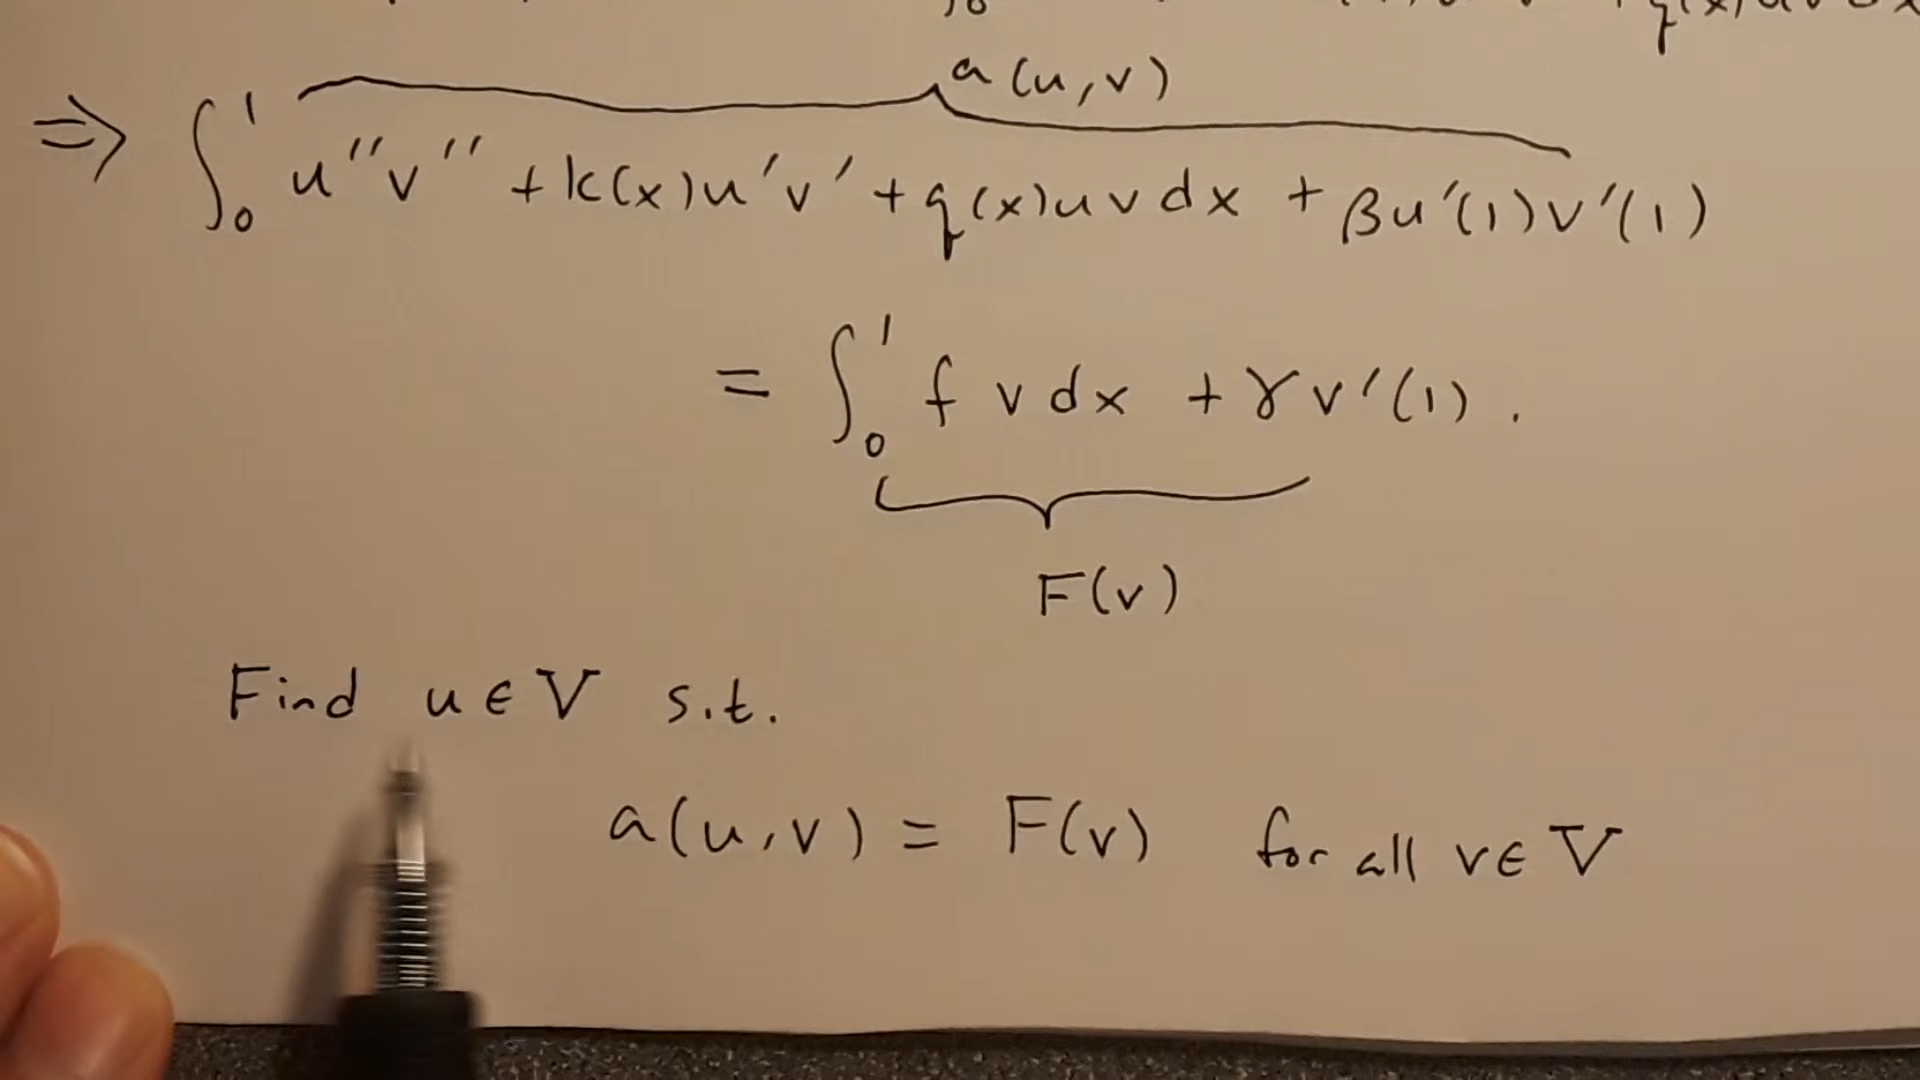 a(u,v)
⇒ ∫₀¹ u''v'' + k(x)u'v' + q(x)uv dx + βu'(1)v'(1)
= ∫₀¹ f v dx + γv'(1).
F(v)
Find u ∈ V s.t.
a(u,v) = F(v) for all v ∈ V